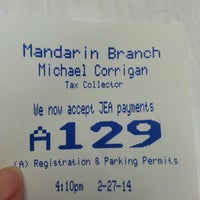 Mandarin Branch
Michael Corrigan
Tax Collector
We now accept JEA payments
A129
(A) Registration & Parking Permits
4:10pm 2-27-14